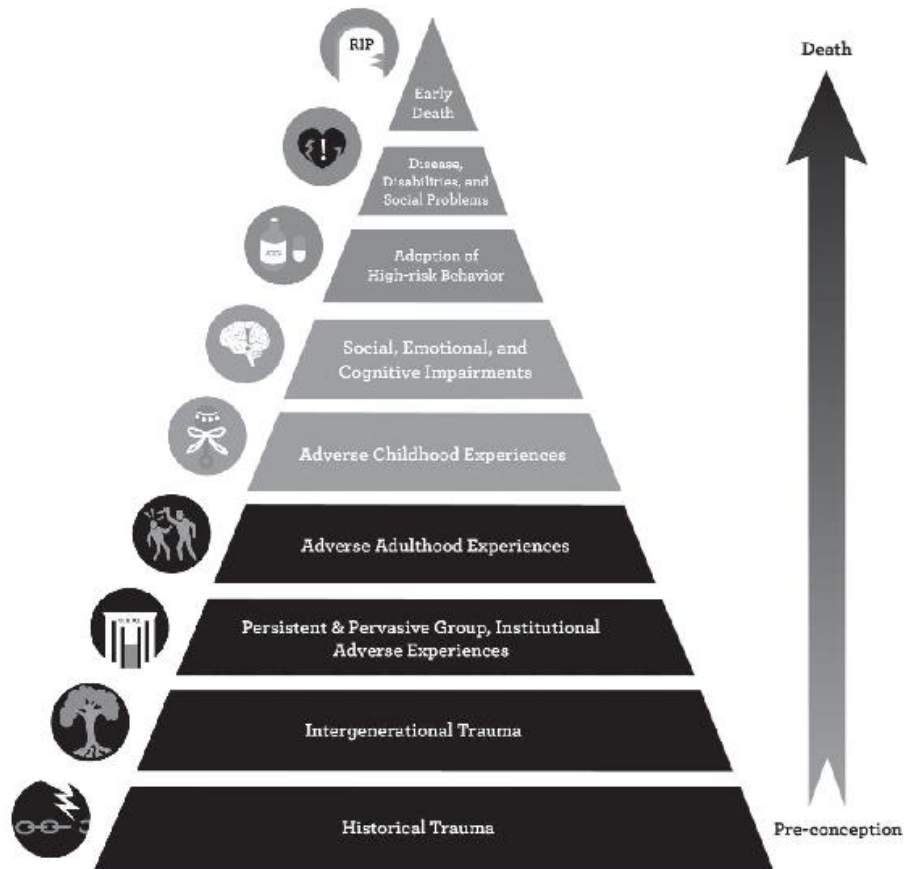 RIP
Death
Early
Death
Disease,
Disabilities, and
Social Problems
Adoption of
High-risk Behavior
Social, Emotional, and
Cognitive Impairments
Adverse Childhood Experiences
Adverse Adulthood Experiences
Persistent & Pervasive Group, Institutional
Adverse Experiences
Intergenerational Trauma
Historical Trauma
Pre-conception